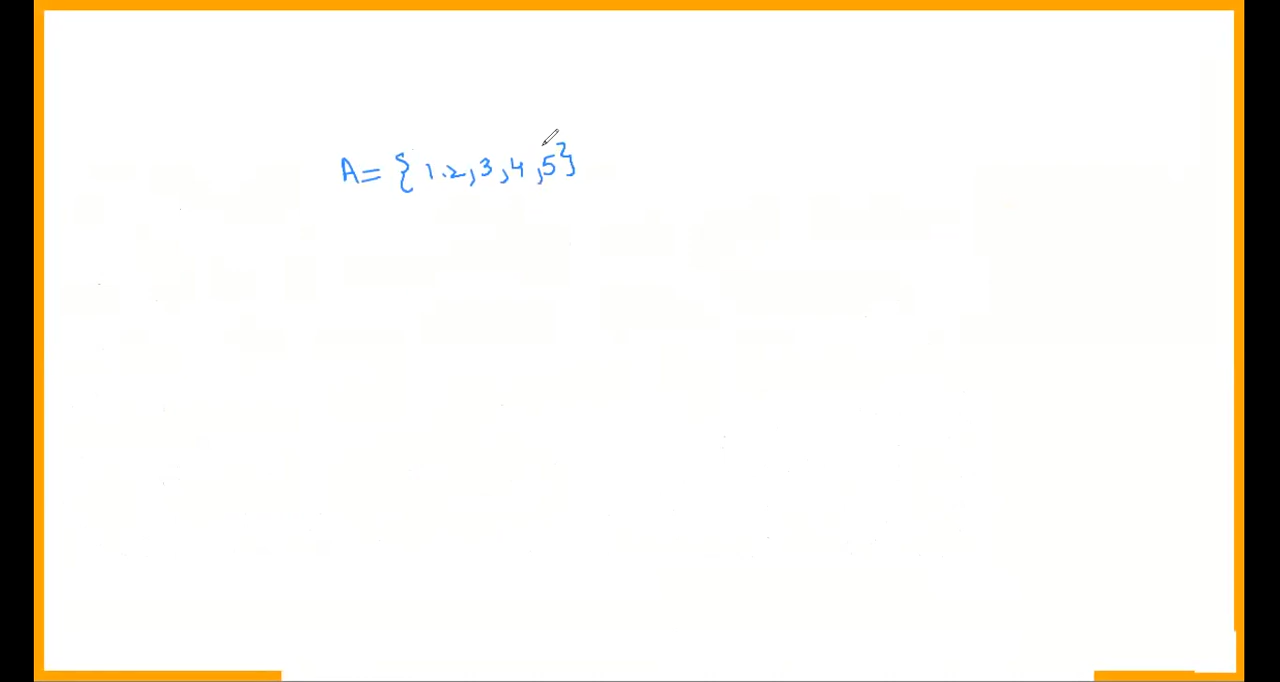 A = { 1.2,3,4,5}